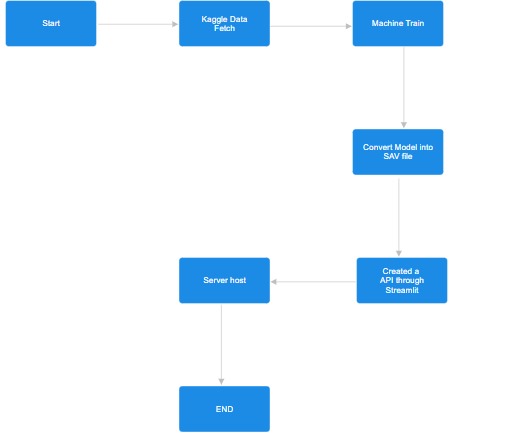 Start
Kaggle Data
Fetch
Machine Train
Convert Model into
SAV file
Created a
API through
Streamlit
Server host
END